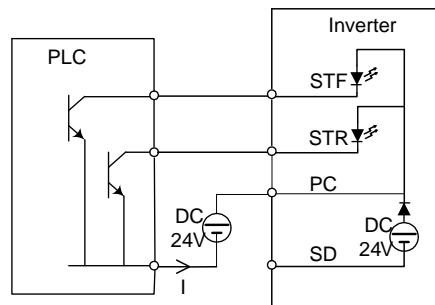 Inverter
PLC
STF
STR
PC
DC
24V
DC
24V
SD
I